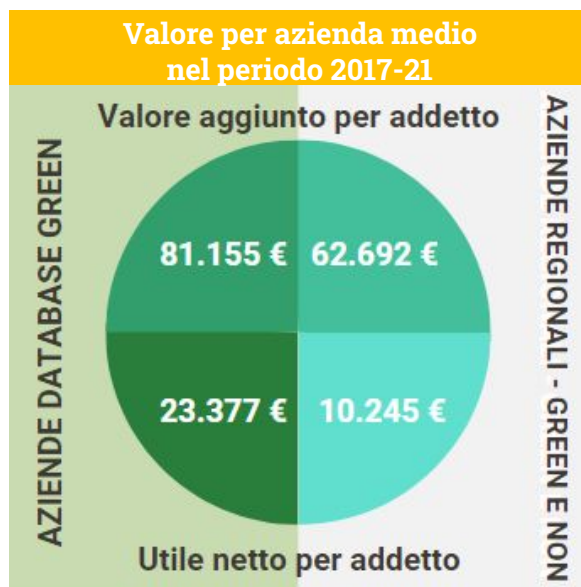 Valore per azienda medio
nel periodo 2017-21
Valore aggiunto per addetto
AZIENDE DATABASE GREEN
81.155 €
62.692 €
23.377 €
10.245 €
AZIENDE REGIONALI - GREEN E NON
Utile netto per addetto